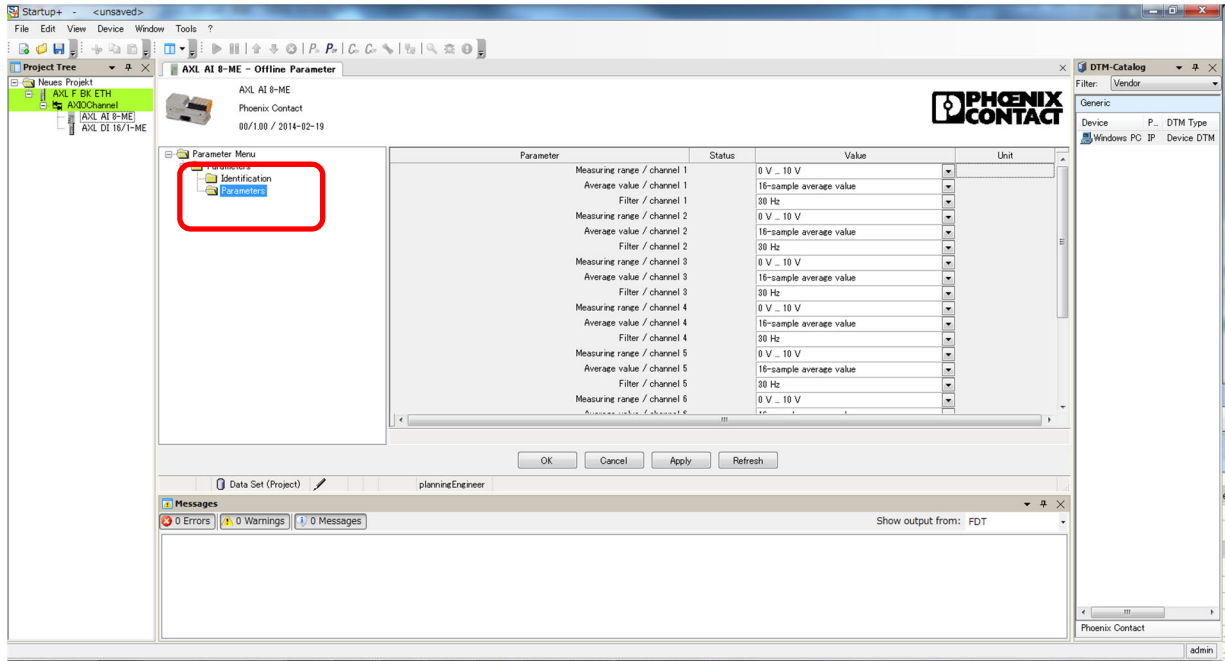 Startup+ - <unsaved>
File Edit View Device Window Tools ?
Project Tree
Neues Projekt
AXL F BK ETH
AXIOChannel
AXL AI 8-ME
AXL DI 16/1-ME
AXL AI 8-ME - Offline Parameter
AXL AI 8-ME
Phoenix Contact
00/1.00 / 2014-02-19
PHŒNIX
CONTACT
Parameter Menu
Parameters
Identification
Parameters
Parameter Status Value Unit
Measuring range / channel 1 0 V .. 10 V
Average value / channel 1 16-sample average value
Filter / channel 1 30 Hz
Measuring range / channel 2 0 V .. 10 V
Average value / channel 2 16-sample average value
Filter / channel 2 30 Hz
Measuring range / channel 3 0 V .. 10 V
Average value / channel 3 16-sample average value
Filter / channel 3 30 Hz
Measuring range / channel 4 0 V .. 10 V
Average value / channel 4 16-sample average value
Filter / channel 4 30 Hz
Measuring range / channel 5 0 V .. 10 V
Average value / channel 5 16-sample average value
Filter / channel 5 30 Hz
Measuring range / channel 6 0 V .. 10 V
OK Cancel Apply Refresh
Data Set (Project) planningEngineer
Messages
0 Errors 0 Warnings 0 Messages
Show output from: FDT
DTM-Catalog
Filter: Vendor
Generic
Device P... DTM Type
Windows PC IP Device DTM
Phoenix Contact
admin